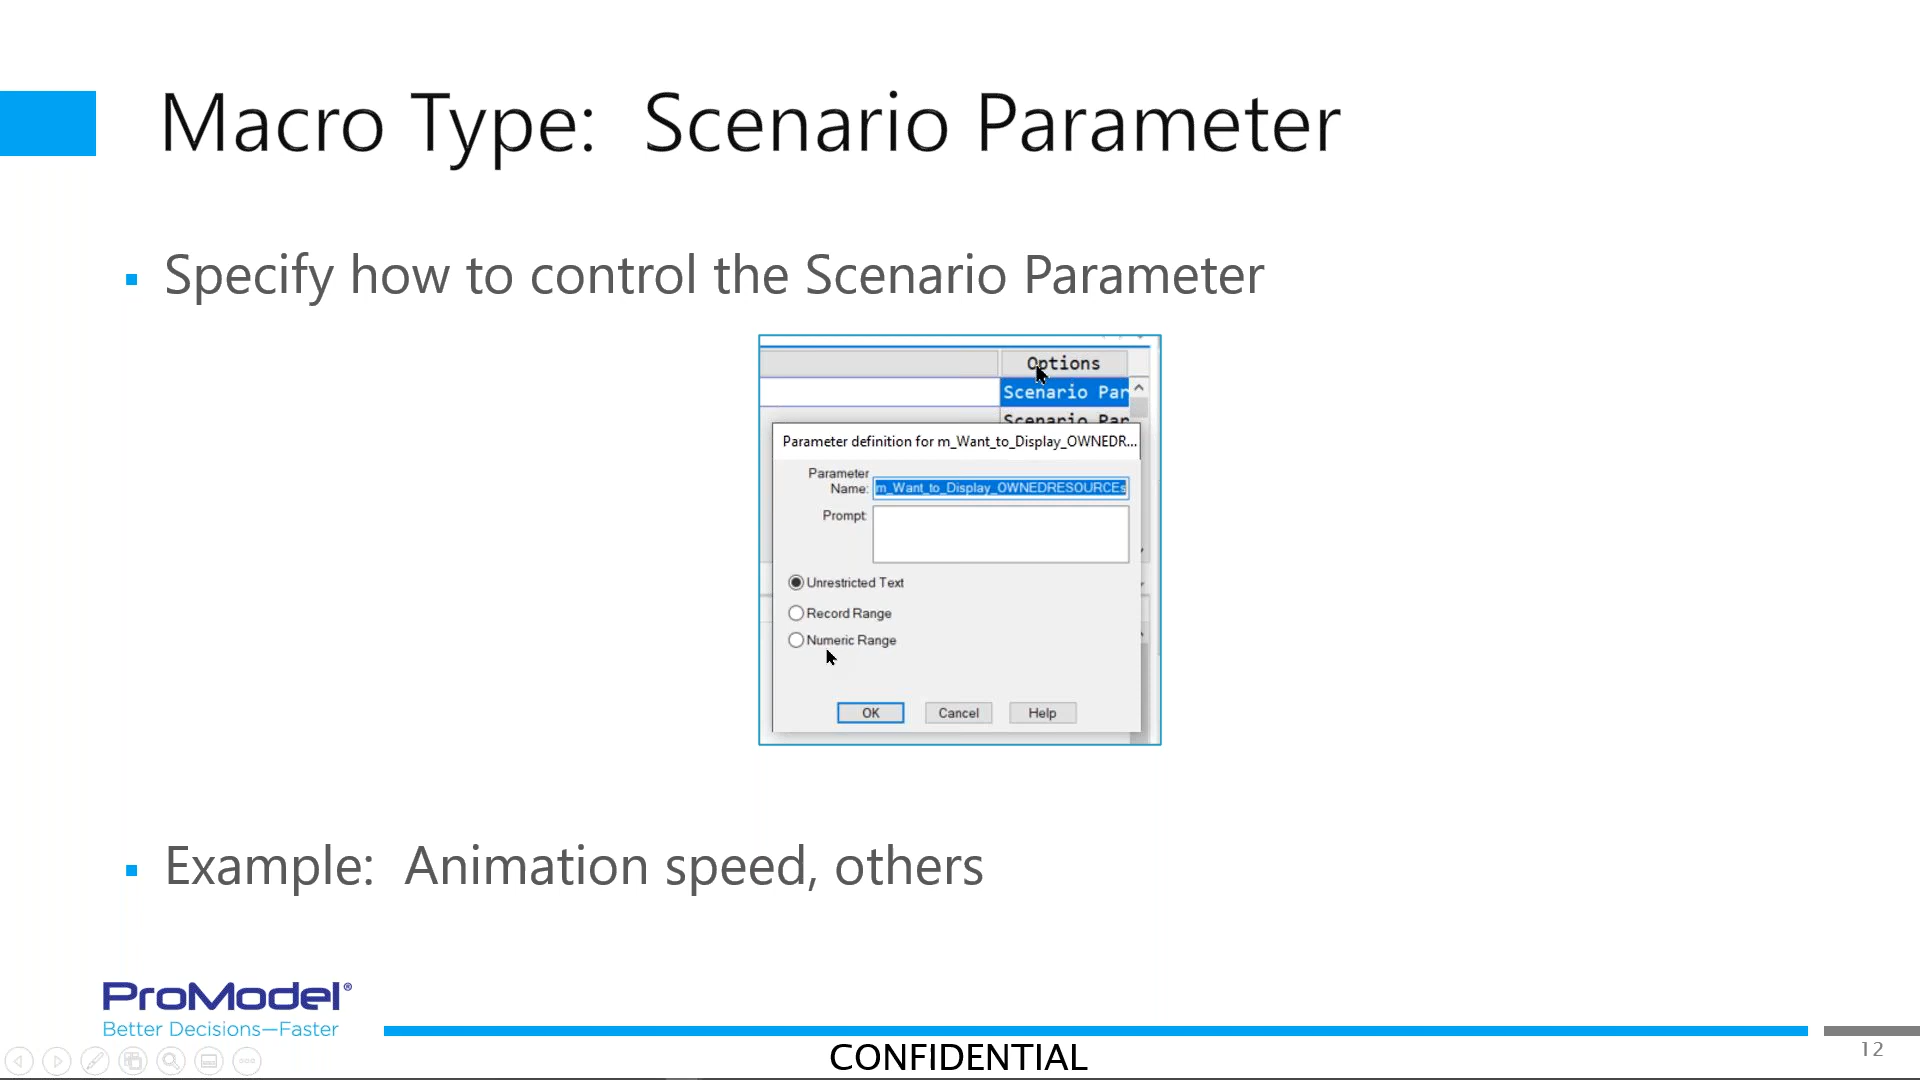 Macro Type: Scenario Parameter
Specify how to control the Scenario Parameter
Options
Scenario Par
Scenario Par
Parameter definition for m_Want_to_Display_OWNEDR...
Parameter
Name: m_Want_to_Display_OWNEDRESOURCEs
Prompt:
Unrestricted Text
Record Range
Numeric Range
OK Cancel Help
Example: Animation speed, others
ProModel®
Better Decisions—Faster
CONFIDENTIAL
12